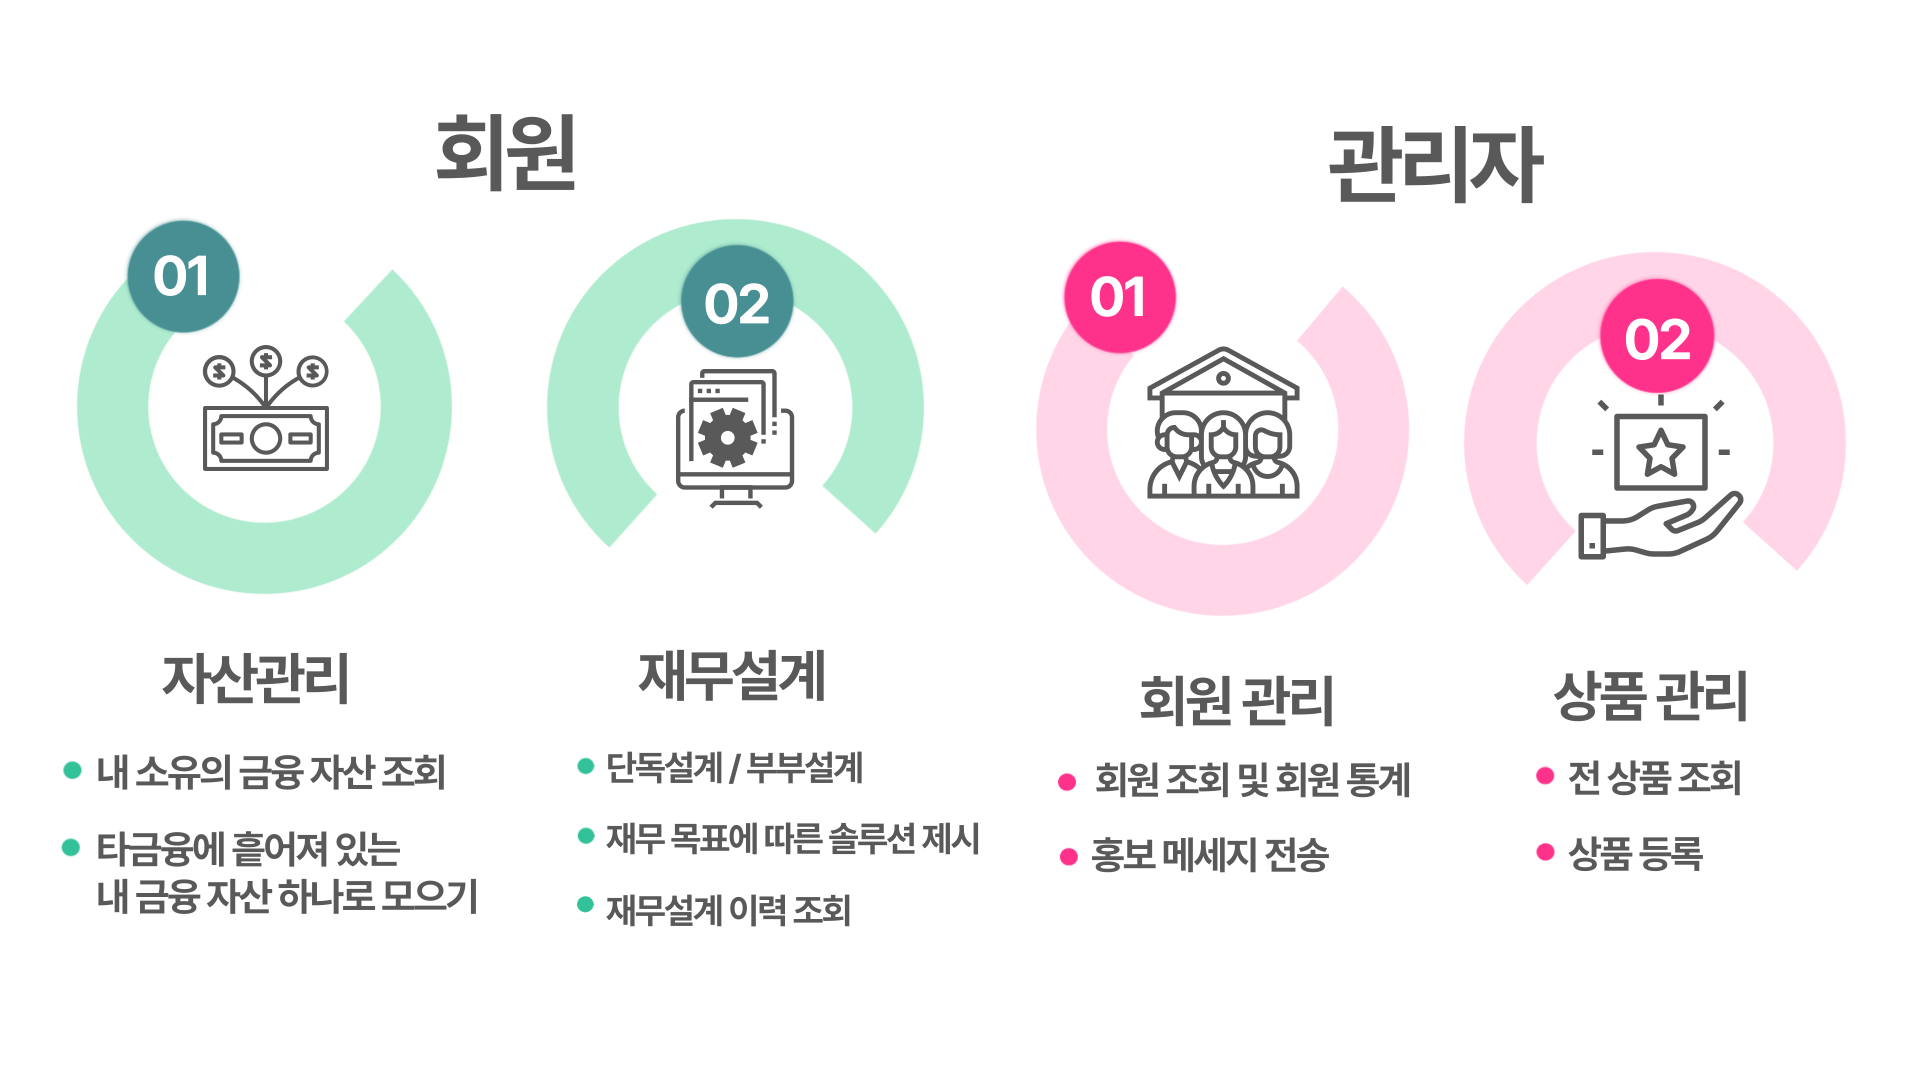 회원
01
02
자산관리
내 소유의 금융 자산 조회
타금융에 흩어져 있는
내 금융 자산 하나로 모으기
재무설계
단독설계 / 부부설계
재무 목표에 따른 솔루션 제시
재무설계 이력 조회
관리자
01
02
회원 관리
회원 조회 및 회원 통계
홍보 메세지 전송
상품 관리
전 상품 조회
상품 등록